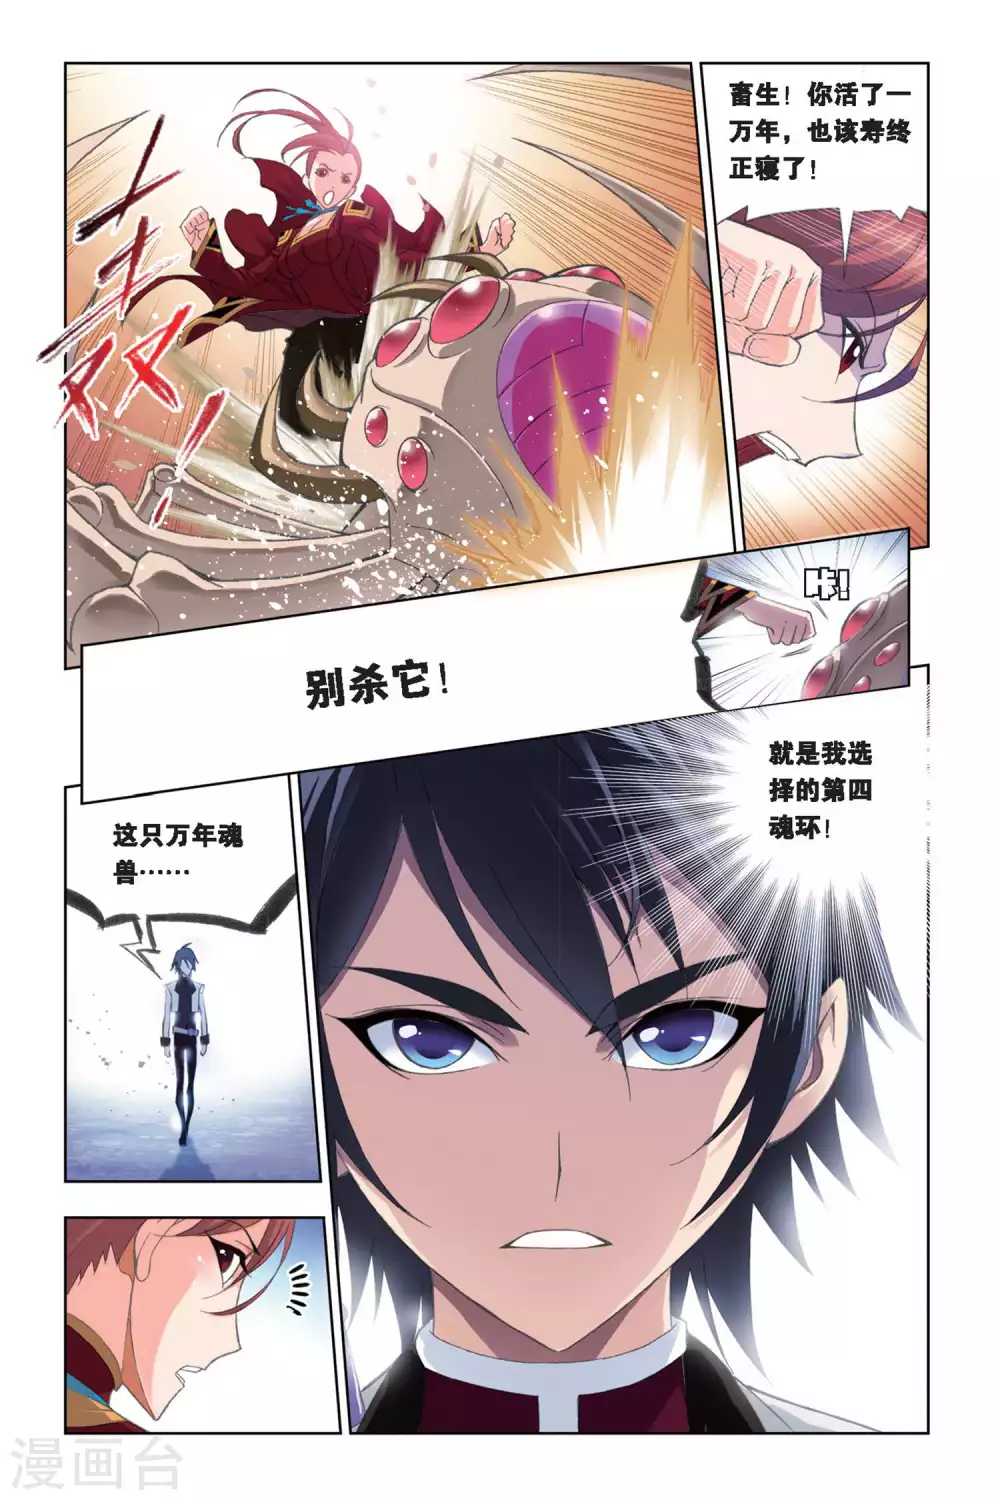 去死!
畜生！你活了一
万年，也该寿终
正寝了！
咔!
别杀它！
就是我选
择的第四
魂环！
这只万年魂
兽……
漫画台